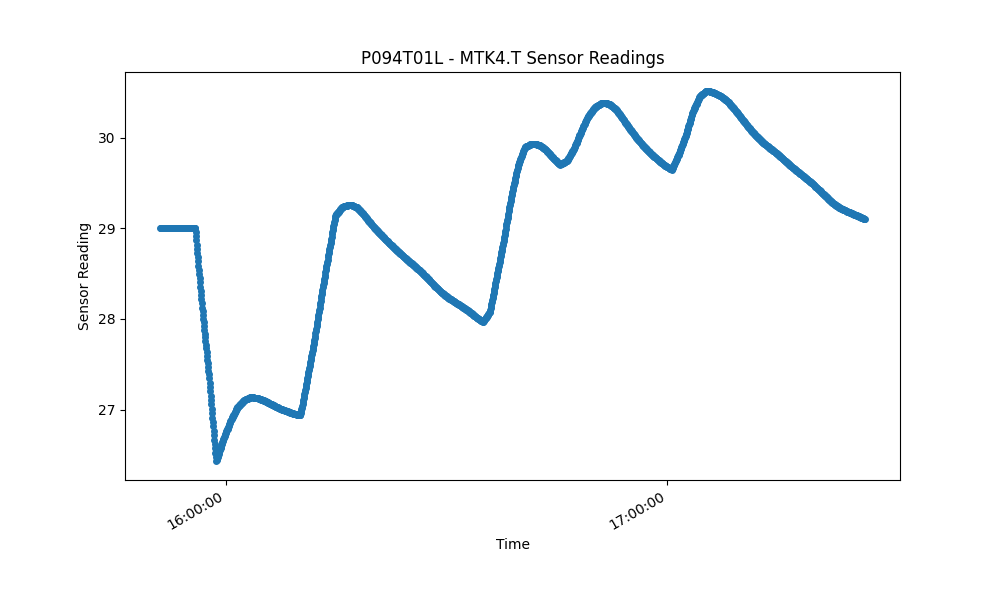 P094T01L - MTK4.T Sensor Readings
Sensor Reading
30
29
28
27
16:00:00
17:00:00
Time